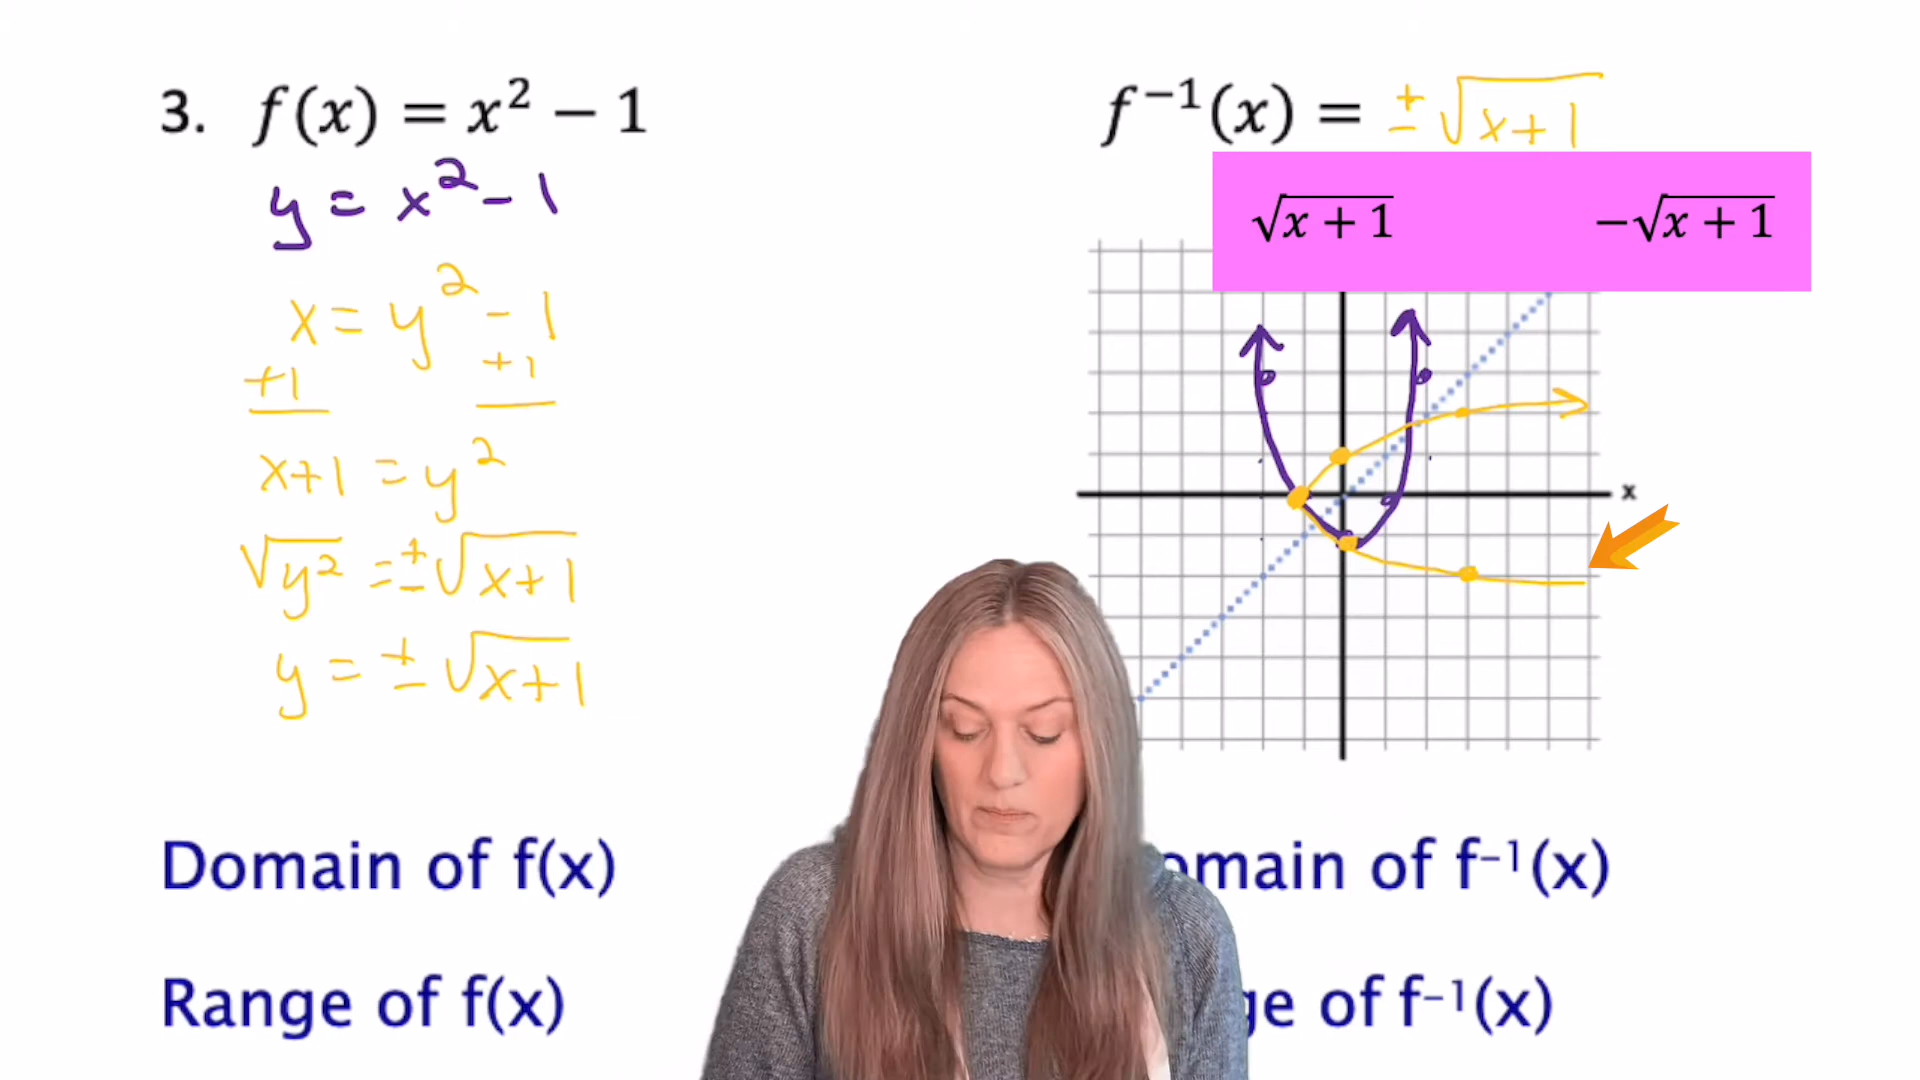 3. f(x) = x² − 1
y = x² - 1
x = y² - 1
+1 +1
x+1 = y²
√y² = ±√x+1
y = ±√x+1
f⁻¹(x) = ±√x+1
√x + 1 −√x + 1
x
Domain of f(x)
omain of f⁻¹(x)
Range of f(x)
ge of f⁻¹(x)